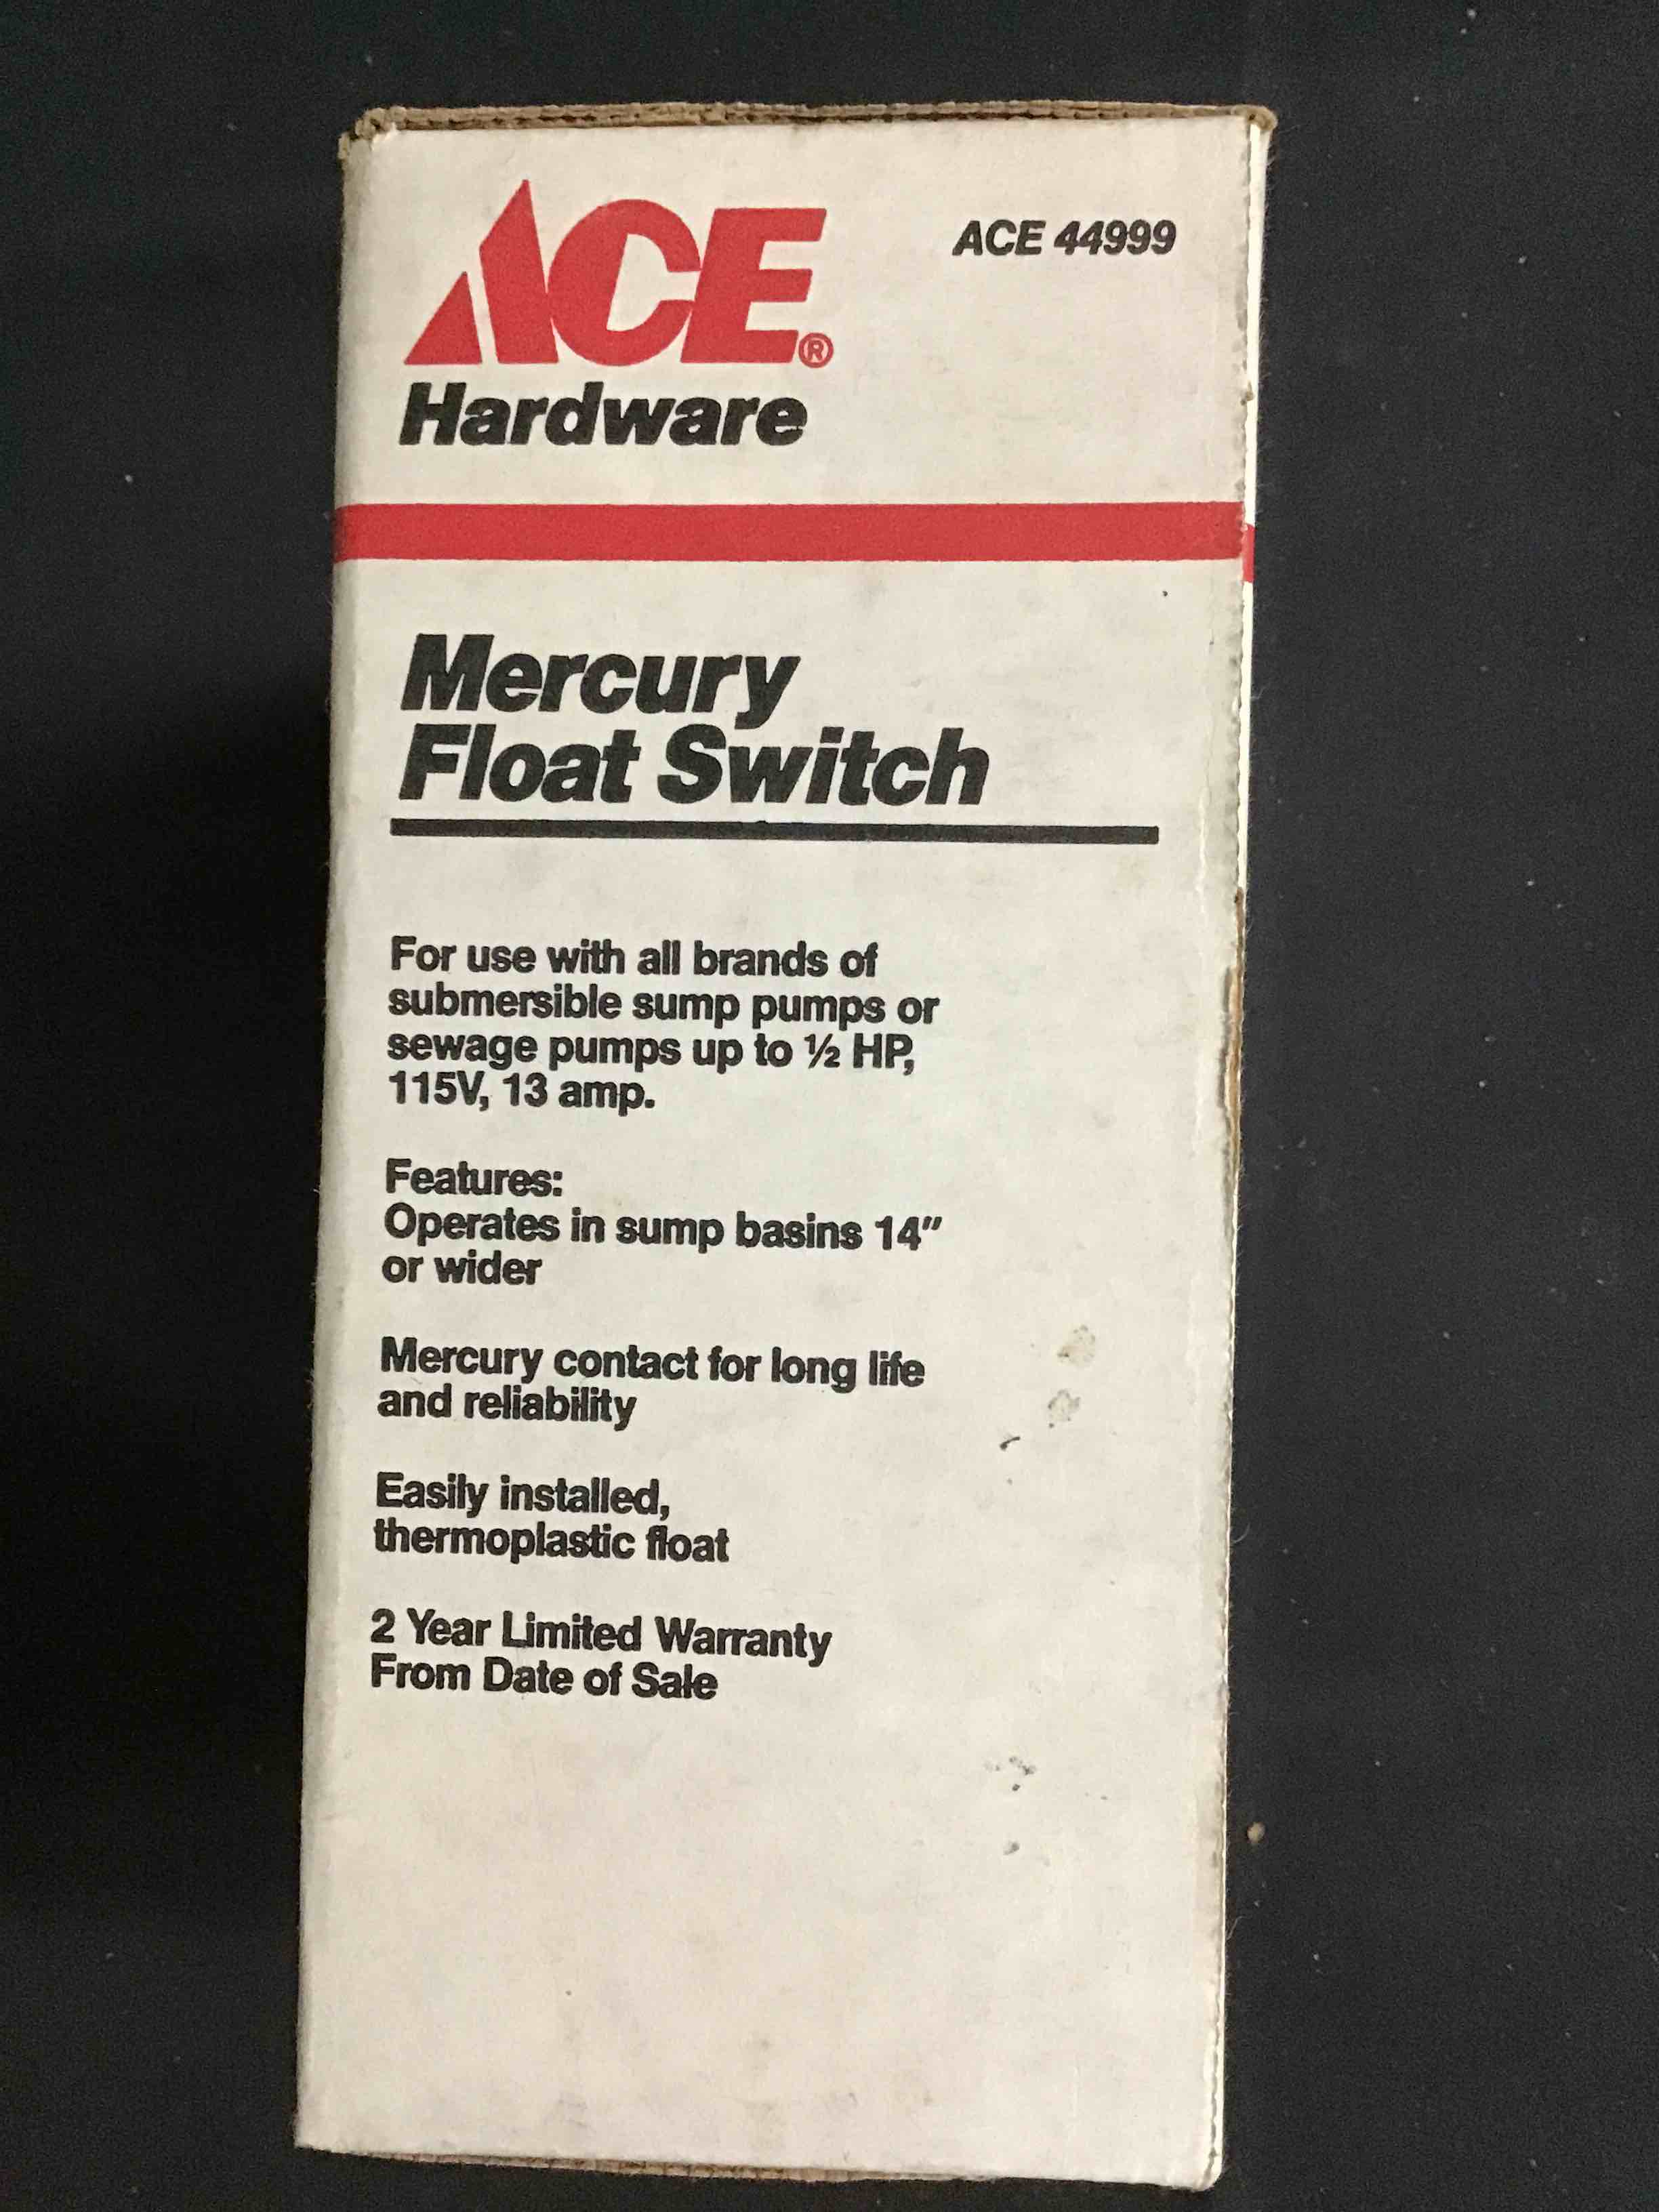 ACE®
Hardware
ACE 44999
Mercury
Float Switch
For use with all brands of
submersible sump pumps or
sewage pumps up to ½ HP,
115V, 13 amp.
Features:
Operates in sump basins 14″
or wider
Mercury contact for long life
and reliability
Easily installed,
thermoplastic float
2 Year Limited Warranty
From Date of Sale